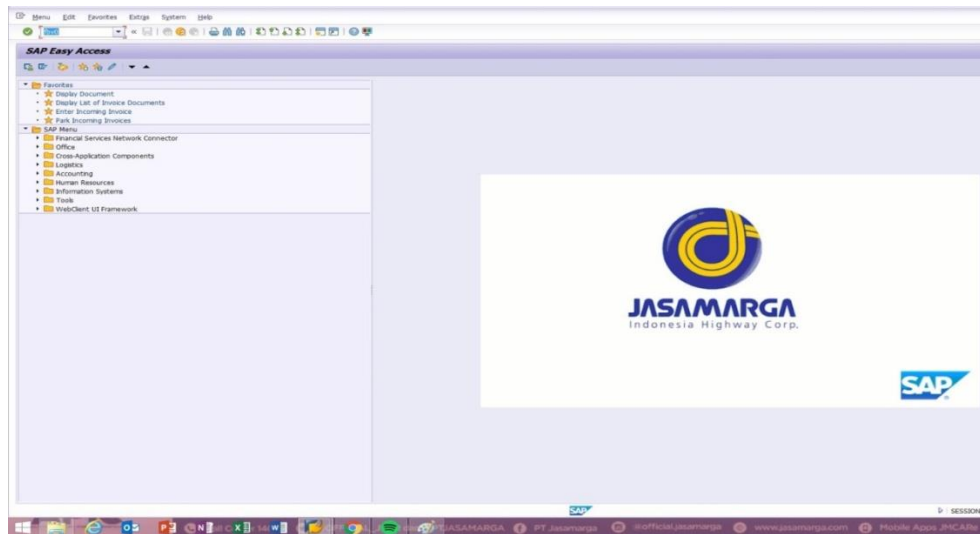 Menu Edit Favorites Extras System Help
SAP Easy Access
Favorites
Display Document
Display List of Invoice Documents
Enter Incoming Invoice
Park Incoming Invoices
SAP Menu
Financial Services Network Connector
Office
Cross-Application Components
Logistics
Accounting
Human Resources
Information Systems
Tools
WebClient UI Framework
JASAMARGA
Indonesia Highway Corp.
SAP
SAP
SESSION
JASAMARGA PT Jasamarga @official.jasamarga www.jasamarga.com Mobile Apps JMCARe